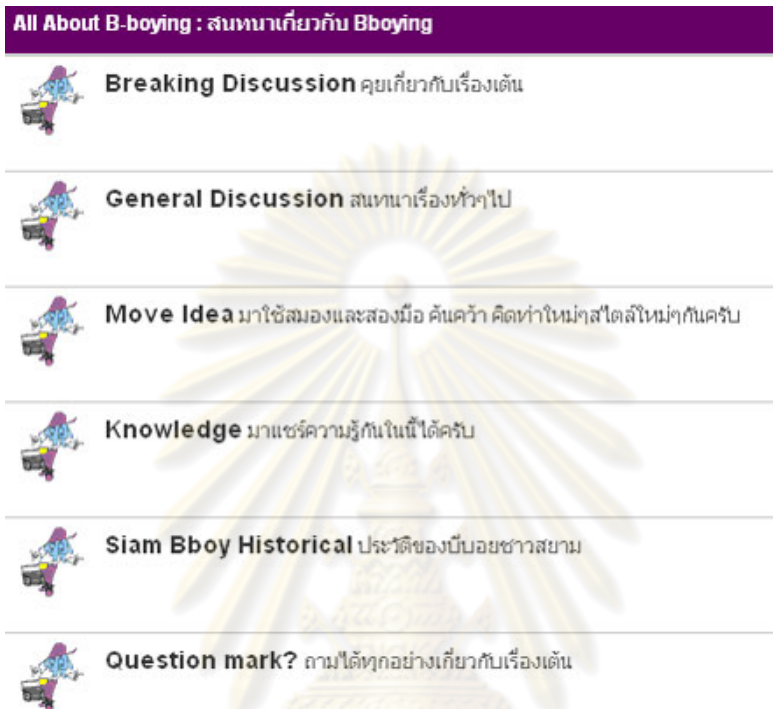 All About B-boying : สนทนาเกี่ยวกับ Bboying
Breaking Discussion คุยเกี่ยวกับเรื่องเต้น
General Discussion สนทนาเรื่องทั่วๆไป
Move Idea มาใช้สมองและสองมือ ค้นคว้า คิดท่าใหม่ๆสไตล์ใหม่ๆกันครับ
Knowledge มาแชร์ความรู้กันในนี้ได้ครับ
Siam Bboy Historical ประวัติของบีบอยชาวสยาม
Question mark? ถามได้ทุกอย่างเกี่ยวกับเรื่องเต้น